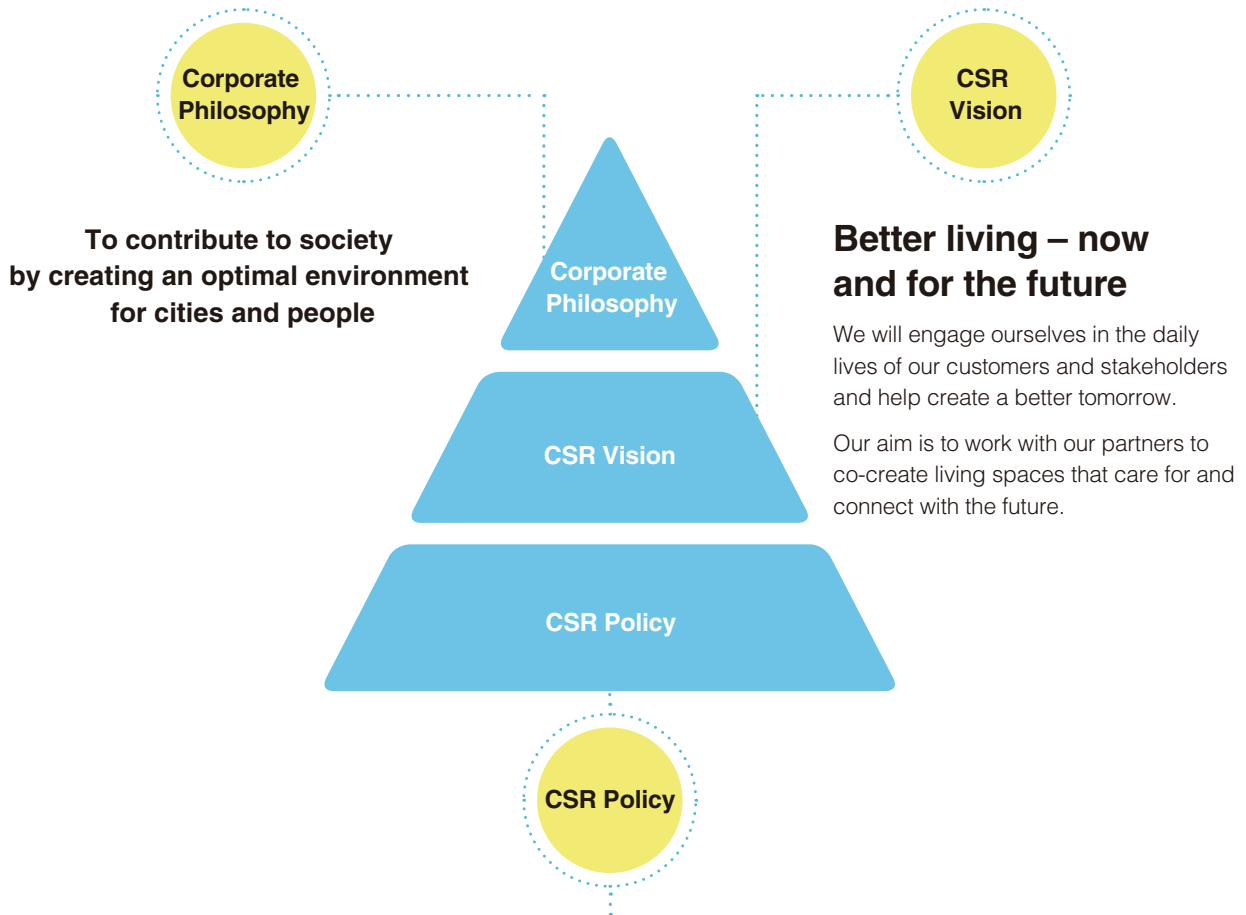 Corporate
Philosophy
CSR
Vision
To contribute to society
by creating an optimal environment
for cities and people
Better living – now
and for the future
We will engage ourselves in the daily
lives of our customers and stakeholders
and help create a better tomorrow.
Our aim is to work with our partners to
co-create living spaces that care for and
connect with the future.
Corporate
Philosophy
CSR Vision
CSR Policy
CSR Policy